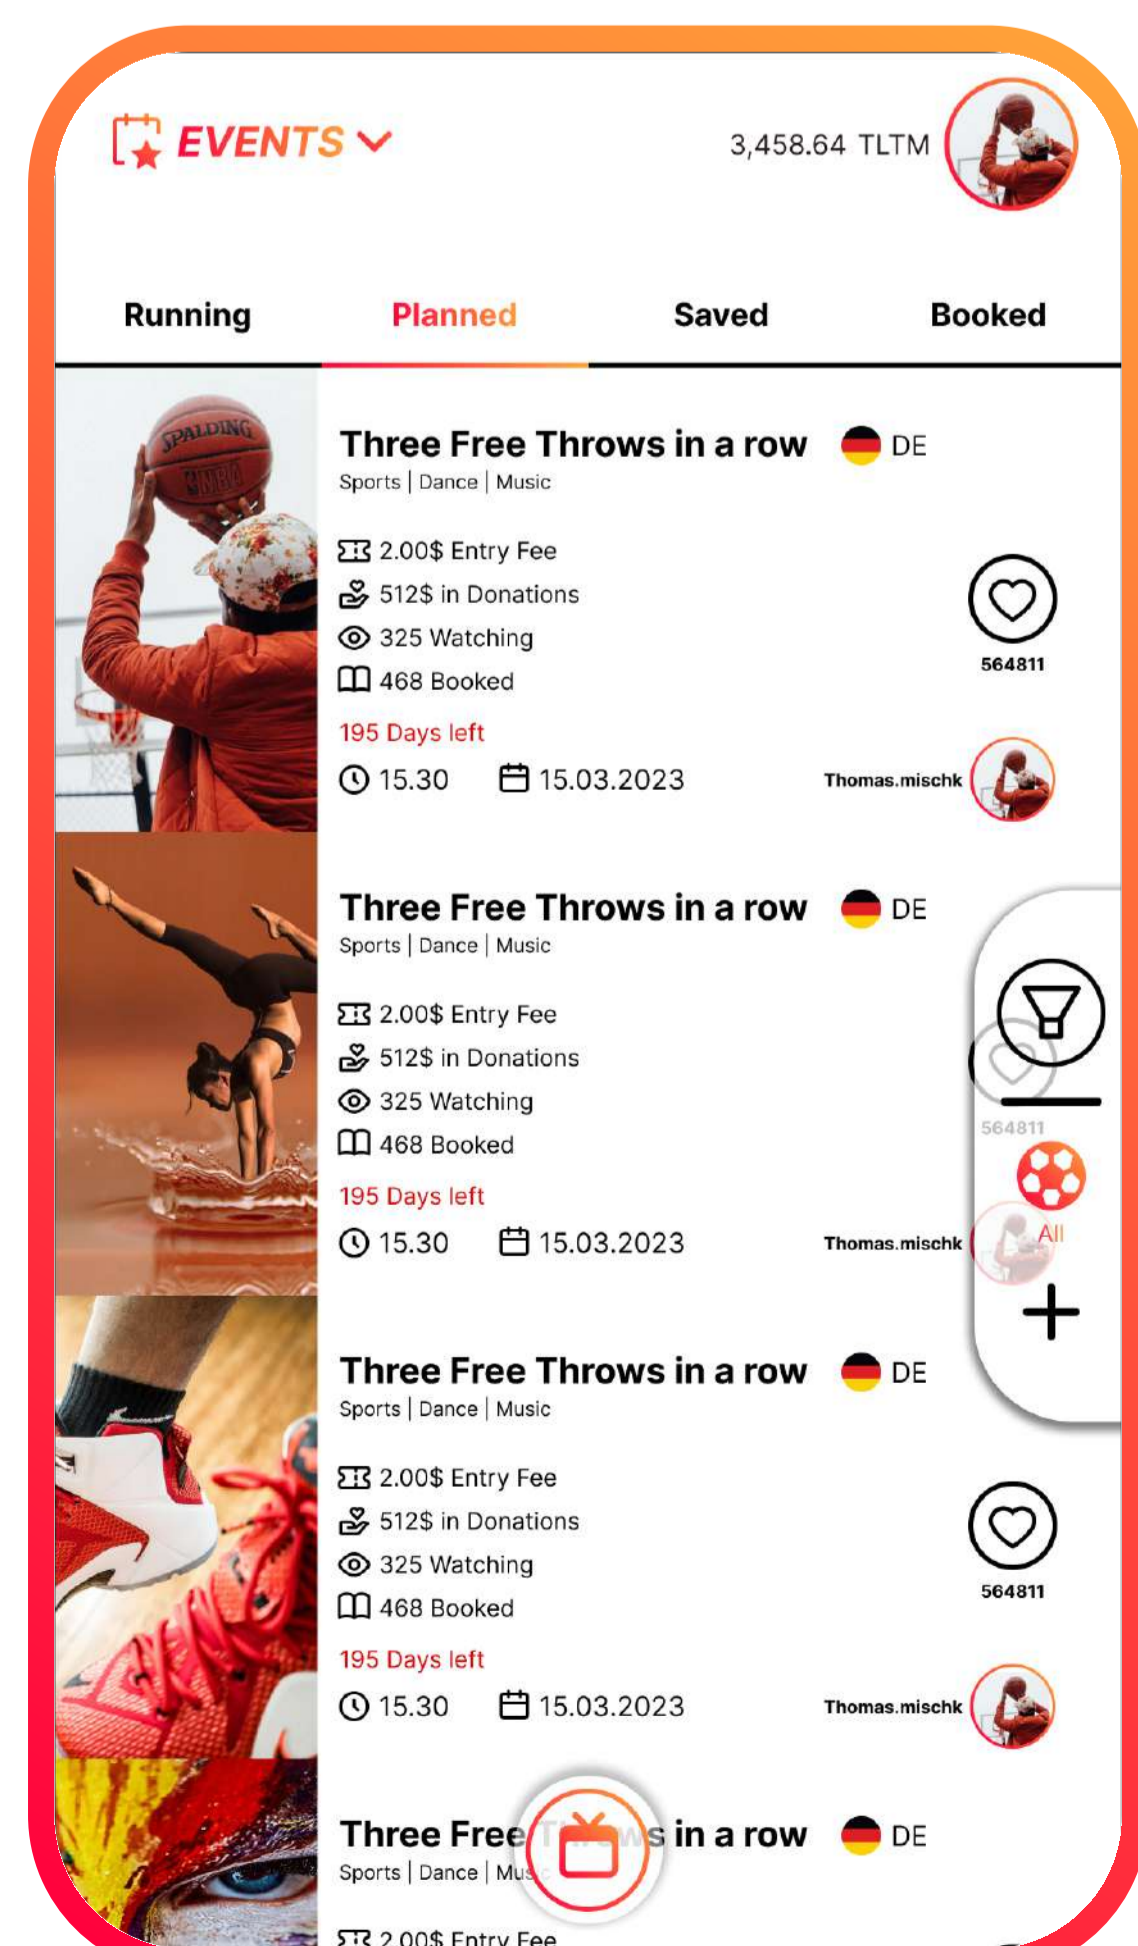 EVENTS
3,458.64 TLTM
Running Planned Saved Booked
SPALDING
NBA
Three Free Throws in a row DE
Sports | Dance | Music
2.00$ Entry Fee
512$ in Donations
325 Watching
468 Booked
564811
195 Days left
15.30 15.03.2023 Thomas.mischk
Three Free Throws in a row DE
Sports | Dance | Music
2.00$ Entry Fee
512$ in Donations
325 Watching
468 Booked
564811
195 Days left
15.30 15.03.2023 Thomas.mischk
All
Three Free Throws in a row DE
Sports | Dance | Music
2.00$ Entry Fee
512$ in Donations
325 Watching
468 Booked
564811
195 Days left
15.30 15.03.2023 Thomas.mischk
Three Free Throws in a row DE
Sports | Dance | Music
2.00$ Entry Fee